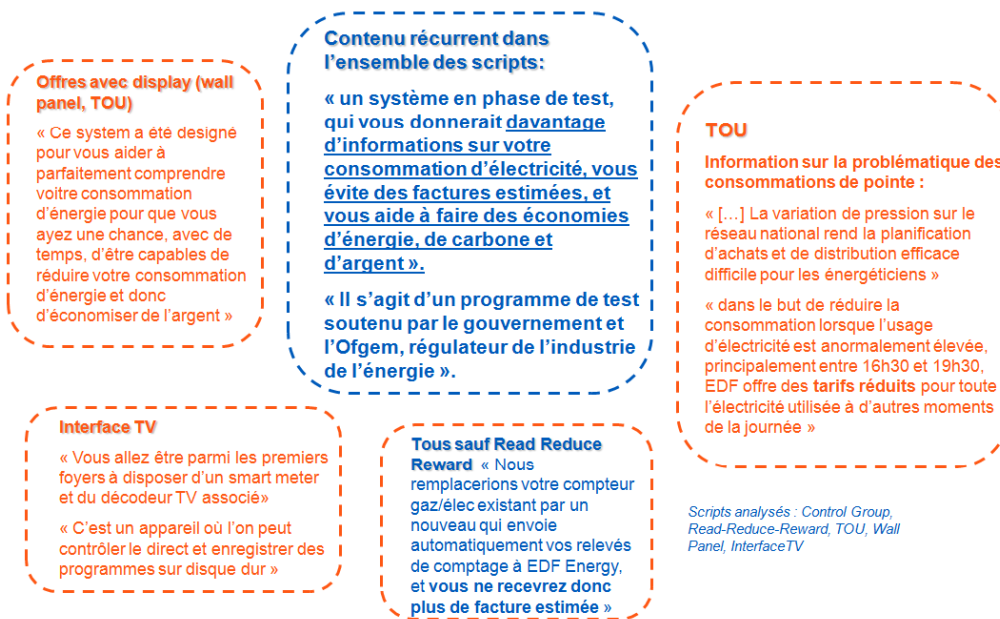 Offres avec display (wall
panel, TOU)
« Ce system a été designé
pour vous aider à
parfaitement comprendre
voitre consommation
d’énergie pour que vous
ayez une chance, avec de
temps, d’être capables de
réduire votre consommation
d’énergie et donc
d’économiser de l’argent »
Contenu récurrent dans
l’ensemble des scripts:
« un système en phase de test,
qui vous donnerait davantage
d’informations sur votre
consommation d’électricité, vous
évite des factures estimées, et
vous aide à faire des économies
d’énergie, de carbone et
d’argent ».
« Il s’agit d’un programme de test
soutenu par le gouvernement et
l’Ofgem, régulateur de l’industrie
de l’énergie ».
TOU
Information sur la problématique des
consommations de pointe :
« […] La variation de pression sur le
réseau national rend la planification
d’achats et de distribution efficace
difficile pour les énergéticiens »
« dans le but de réduire la
consommation lorsque l’usage
d’électricité est anormalement élevée,
principalement entre 16h30 et 19h30,
EDF offre des tarifs réduits pour toute
l’électricité utilisée à d’autres moments
de la journée »
Interface TV
« Vous allez être parmi les premiers
foyers à disposer d’un smart meter
et du décodeur TV associé»
« C’est un appareil où l’on peut
contrôler le direct et enregistrer des
programmes sur disque dur »
Tous sauf Read Reduce
Reward « Nous
remplacerions votre compteur
gaz/élec existant par un
nouveau qui envoie
automatiquement vos relevés
de comptage à EDF Energy,
et vous ne recevrez donc
plus de facture estimée »
Scripts analysés : Control Group,
Read-Reduce-Reward, TOU, Wall
Panel, InterfaceTV